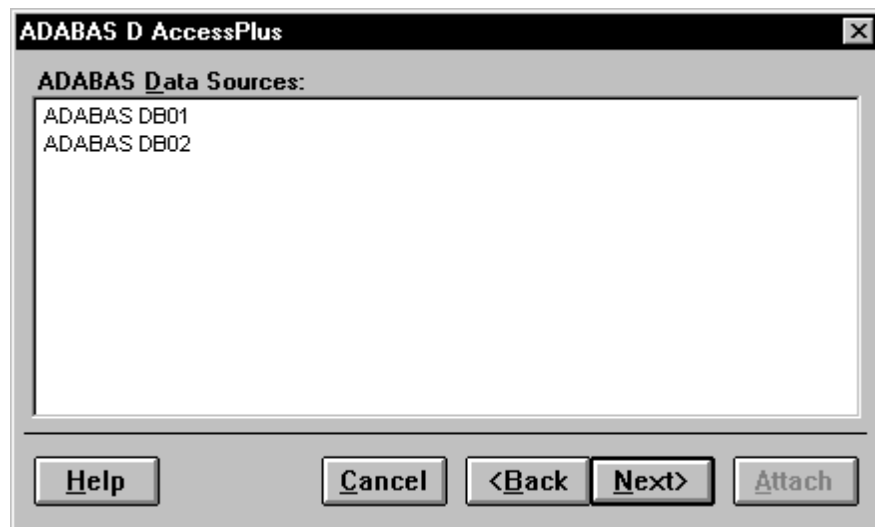 ADABAS D AccessPlus
ADABAS Data Sources:
ADABAS DB01
ADABAS DB02
Help Cancel <Back Next> Attach